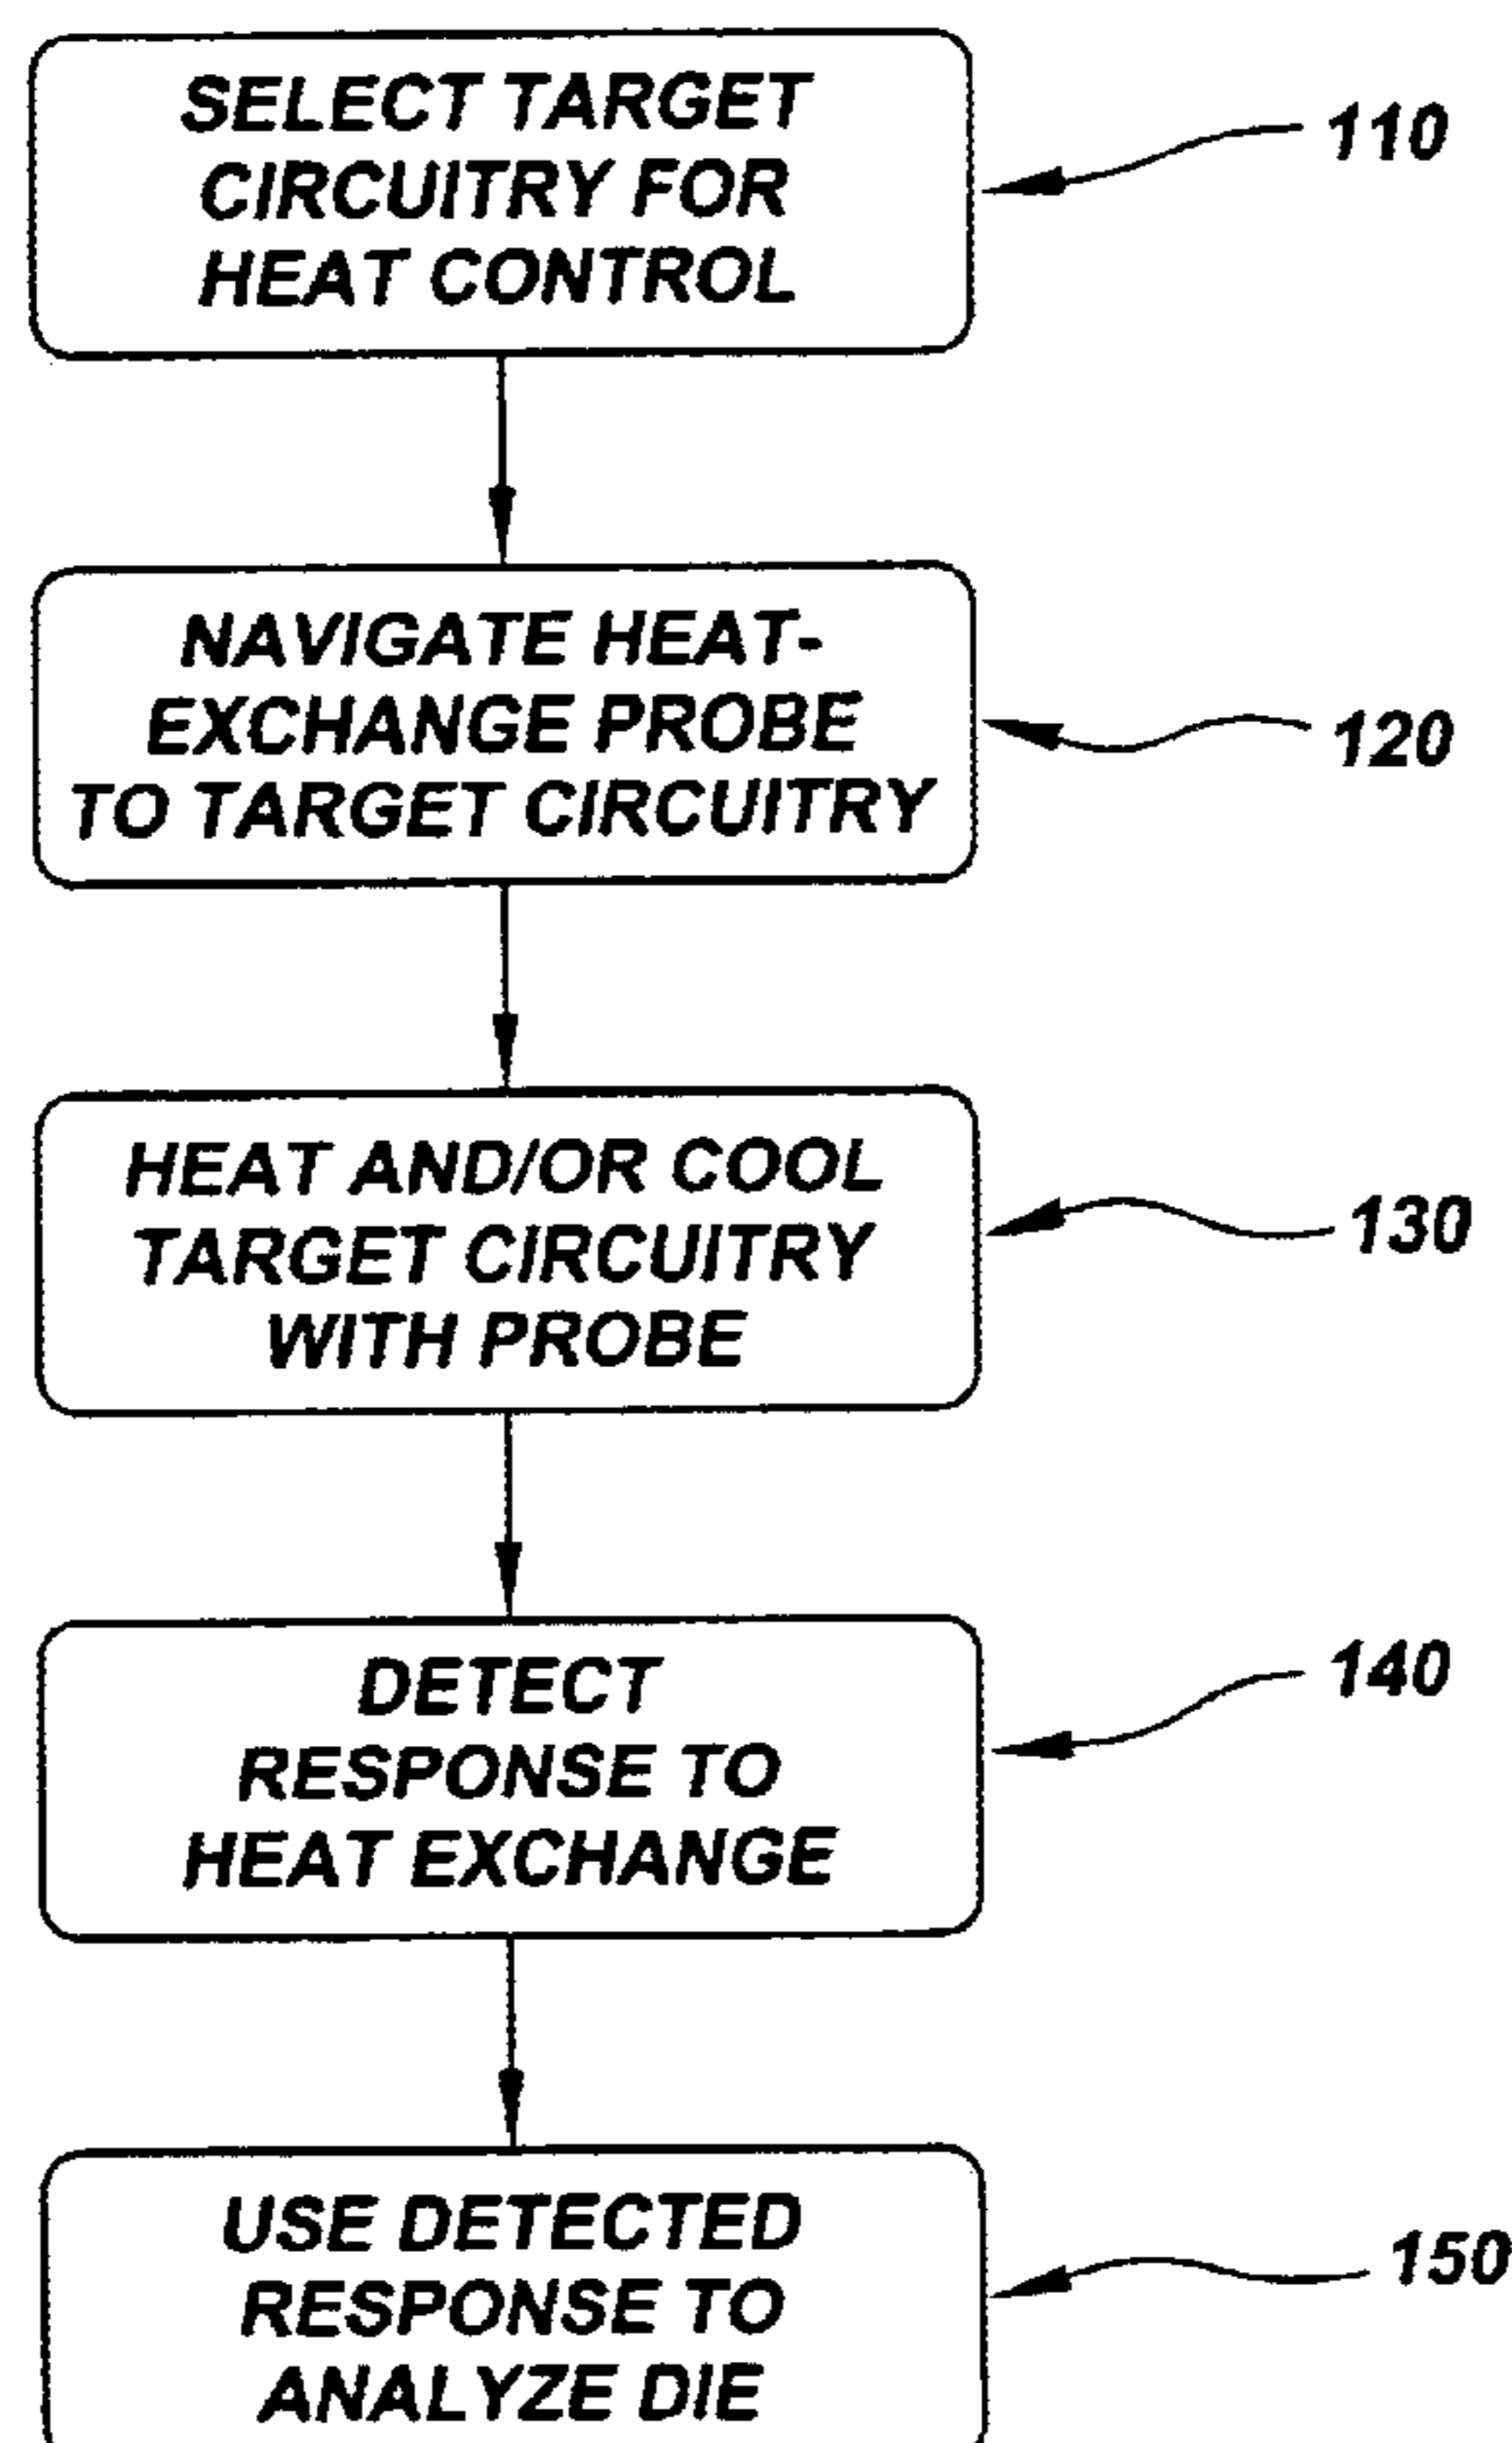 SELECT TARGET
CIRCUITRY FOR
HEAT CONTROL
110
NAVIGATE HEAT-
EXCHANGE PROBE
TO TARGET CIRCUITRY
120
HEAT AND/OR COOL
TARGET CIRCUITRY
WITH PROBE
130
DETECT
RESPONSE TO
HEAT EXCHANGE
140
USE DETECTED
RESPONSE TO
ANALYZE DIE
150